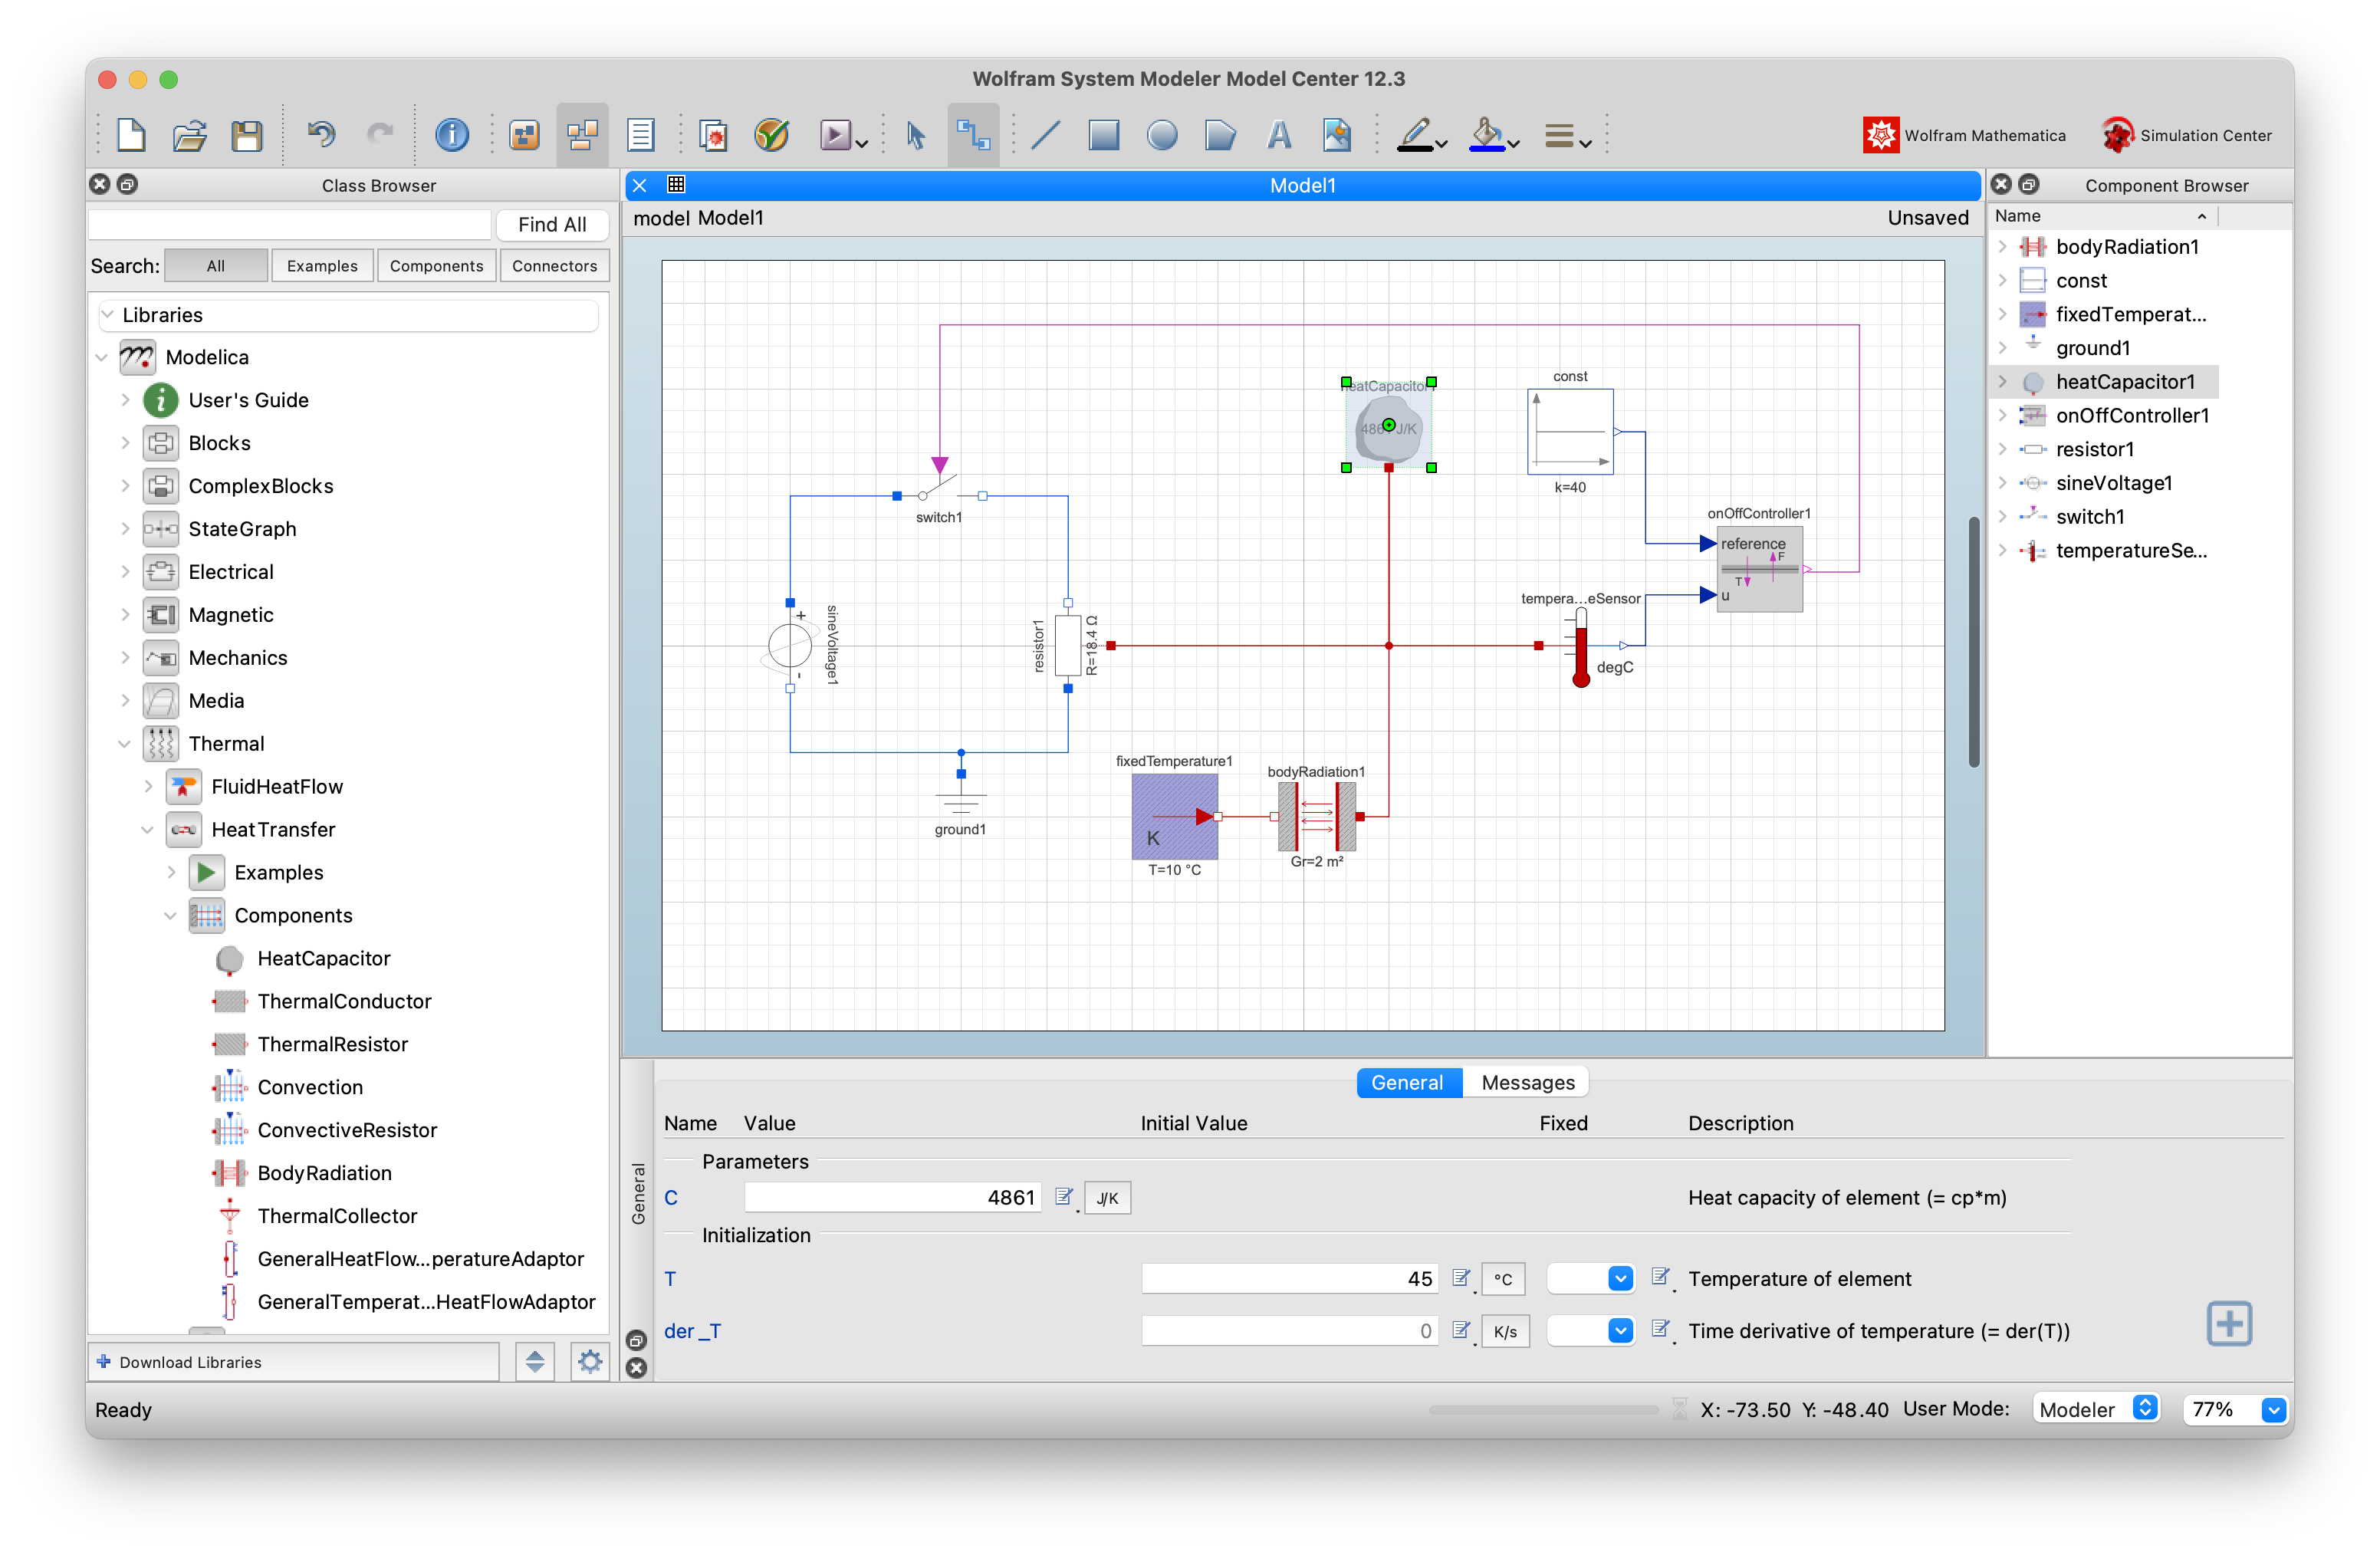 Wolfram System Modeler Model Center 12.3
Wolfram Mathematica
Simulation Center
Class Browser
Find All
Search:
All
Examples
Components
Connectors
Libraries
Modelica
User's Guide
Blocks
ComplexBlocks
StateGraph
Electrical
Magnetic
Mechanics
Media
Thermal
FluidHeatFlow
HeatTransfer
Examples
Components
HeatCapacitor
ThermalConductor
ThermalResistor
Convection
ConvectiveResistor
BodyRadiation
ThermalCollector
GeneralHeatFlow...peratureAdaptor
GeneralTemperat...HeatFlowAdaptor
Download Libraries
Model1
model Model1
Unsaved
const
k=40
onOffController1
reference
F
T
u
switch1
+
sineVoltage1
-
resistor1
R=18.4 Ω
tempera...eSensor
degC
ground1
fixedTemperature1
K
T=10 °C
bodyRadiation1
Gr=2 m²
Component Browser
Name
bodyRadiation1
const
fixedTemperat...
ground1
heatCapacitor1
onOffController1
resistor1
sineVoltage1
switch1
temperatureSe...
General
General
Messages
Name
Value
Initial Value
Fixed
Description
Parameters
C
4861
J/K
Heat capacity of element (= cp*m)
Initialization
T
45
°C
Temperature of element
der_T
0
K/s
Time derivative of temperature (= der(T))
Ready
X: -73.50 Y: -48.40
User Mode:
Modeler
77%